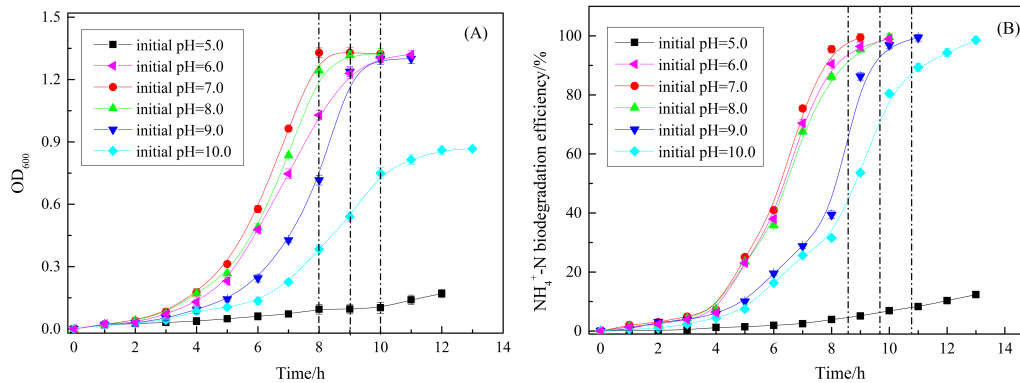 (A)
initial pH=5.0
initial pH=6.0
initial pH=7.0
initial pH=8.0
initial pH=9.0
initial pH=10.0
OD₆₀₀
1.5
1.2
0.9
0.6
0.3
0.0
0 2 4 6 8 10 12 14
Time/h
(B)
initial pH=5.0
initial pH=6.0
initial pH=7.0
initial pH=8.0
initial pH=9.0
initial pH=10.0
NH₄⁺-N biodegradation efficiency/%
100
80
60
40
20
0
0 2 4 6 8 10 12 14
Time/h